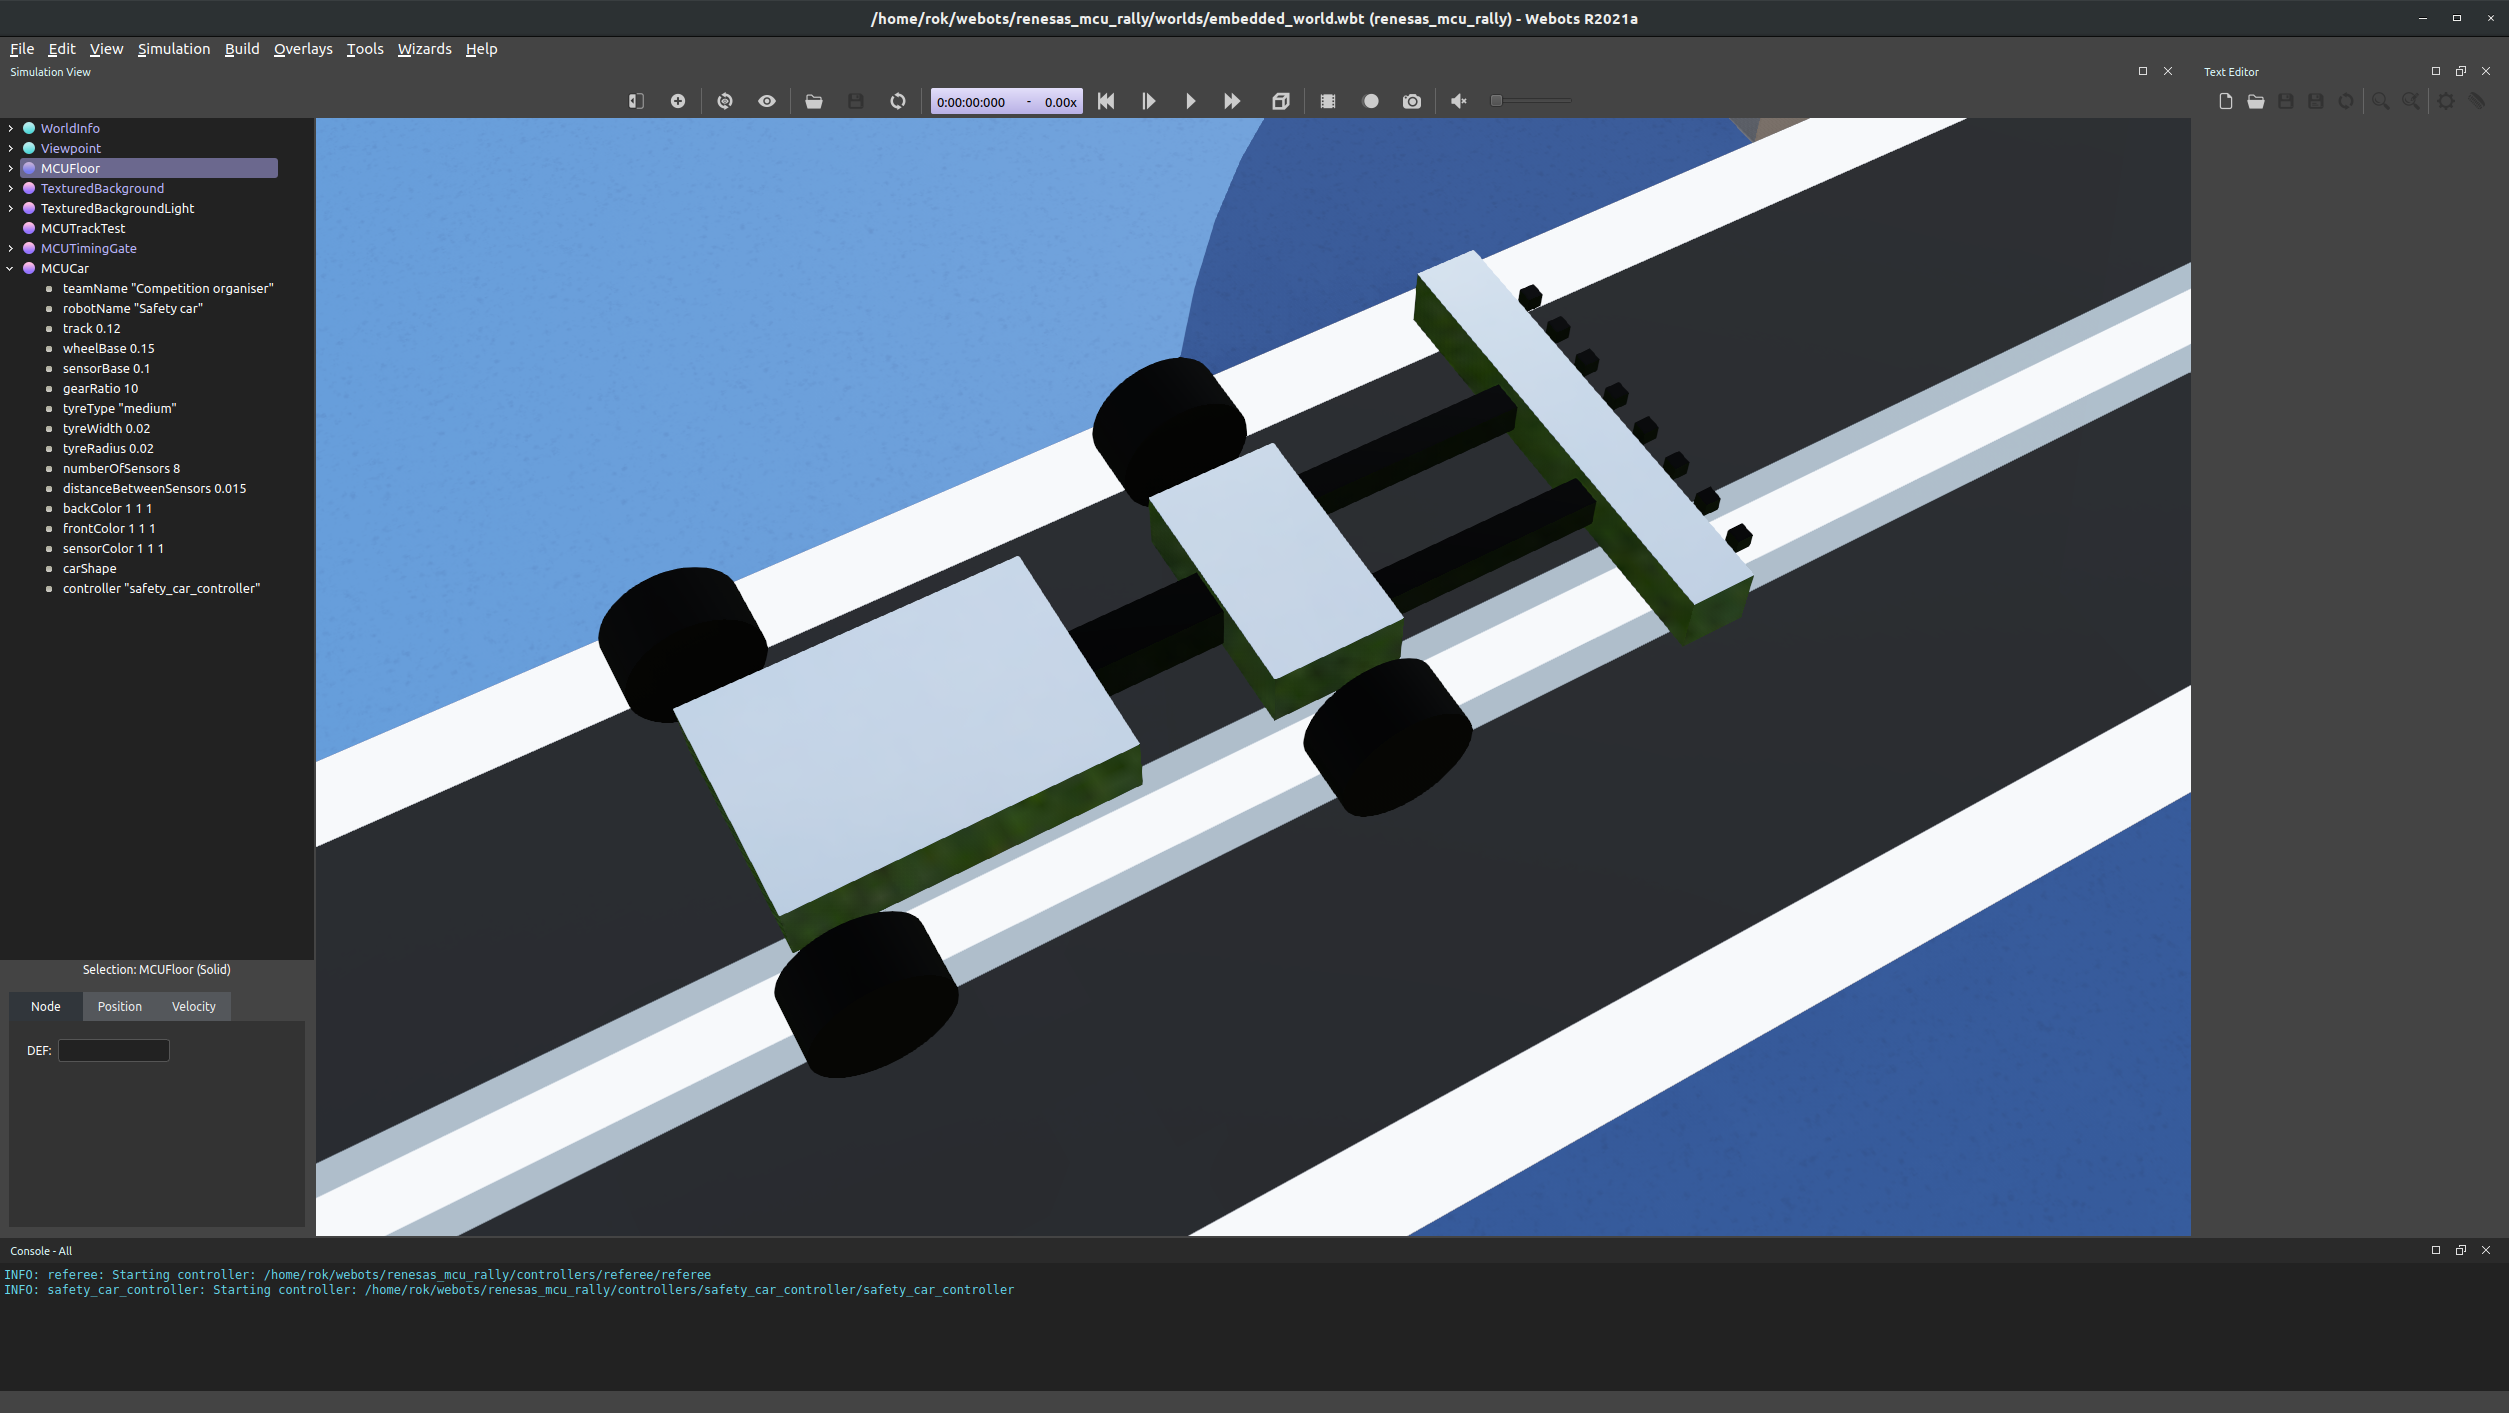 /home/rok/webots/renesas_mcu_rally/worlds/embedded_world.wbt (renesas_mcu_rally) - Webots R2021a
File Edit View Simulation Build Overlays Tools Wizards Help
Simulation View
Text Editor
0:00:00:000 - 0.00x
WorldInfo
Viewpoint
MCUFloor
TexturedBackground
TexturedBackgroundLight
MCUTrackTest
MCUTimingGate
MCUCar
teamName "Competition organiser"
robotName "Safety car"
track 0.12
wheelBase 0.15
sensorBase 0.1
gearRatio 10
tyreType "medium"
tyreWidth 0.02
tyreRadius 0.02
numberOfSensors 8
distanceBetweenSensors 0.015
backColor 1 1 1
frontColor 1 1 1
sensorColor 1 1 1
carShape
controller "safety_car_controller"
Selection: MCUFloor (Solid)
Node Position Velocity
DEF:
Console - All
INFO: referee: Starting controller: /home/rok/webots/renesas_mcu_rally/controllers/referee/referee
INFO: safety_car_controller: Starting controller: /home/rok/webots/renesas_mcu_rally/controllers/safety_car_controller/safety_car_controller